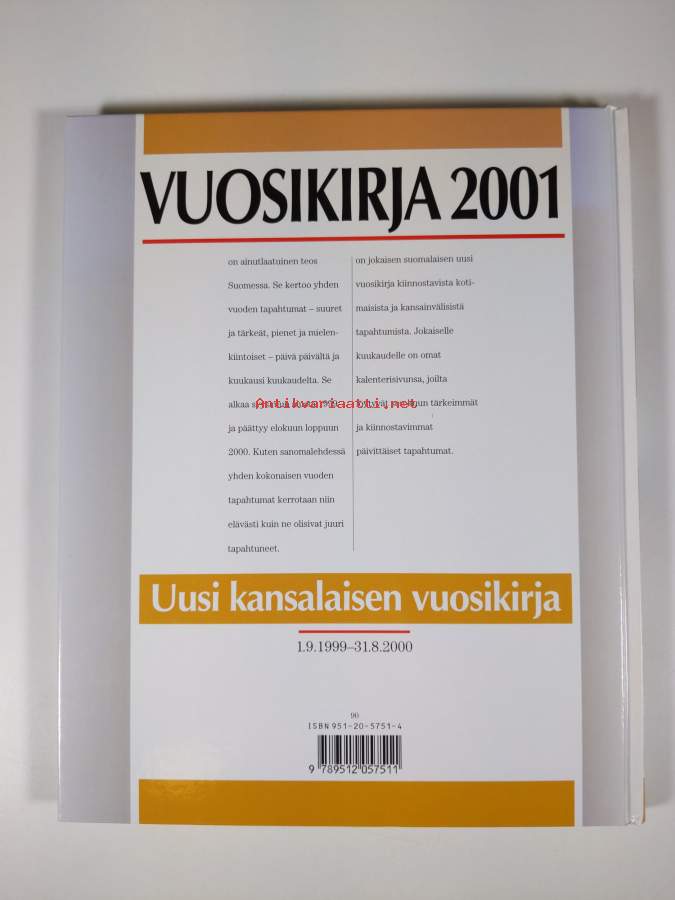 VUOSIKIRJA 2001
on ainutlaatuinen teos
Suomessa. Se kertoo yhden
vuoden tapahtumat – suuret
ja tärkeät, pienet ja mielen-
kiintoiset – päivä päivältä ja
kuukausi kuukaudelta. Se
alkaa
ja päättyy elokuun loppuun
2000. Kuten sanomalehdessä
yhden kokonaisen vuoden
tapahtumat kerrotaan niin
elävästi kuin ne olisivat juuri
tapahtuneet.
on jokaisen suomalaisen uusi
vuosikirja kiinnostavista koti-
maisista ja kansainvälisistä
tapahtumista. Jokaiselle
kuukaudelle on omat
kalenterisivunsa, joilta
tärkeimmät
ja kiinnostavimmat
päivittäiset tapahtumat.
Antikvariaatti.net
Uusi kansalaisen vuosikirja
1.9.1999–31.8.2000
90
ISBN 951-20-5751-4
9 789512 057511